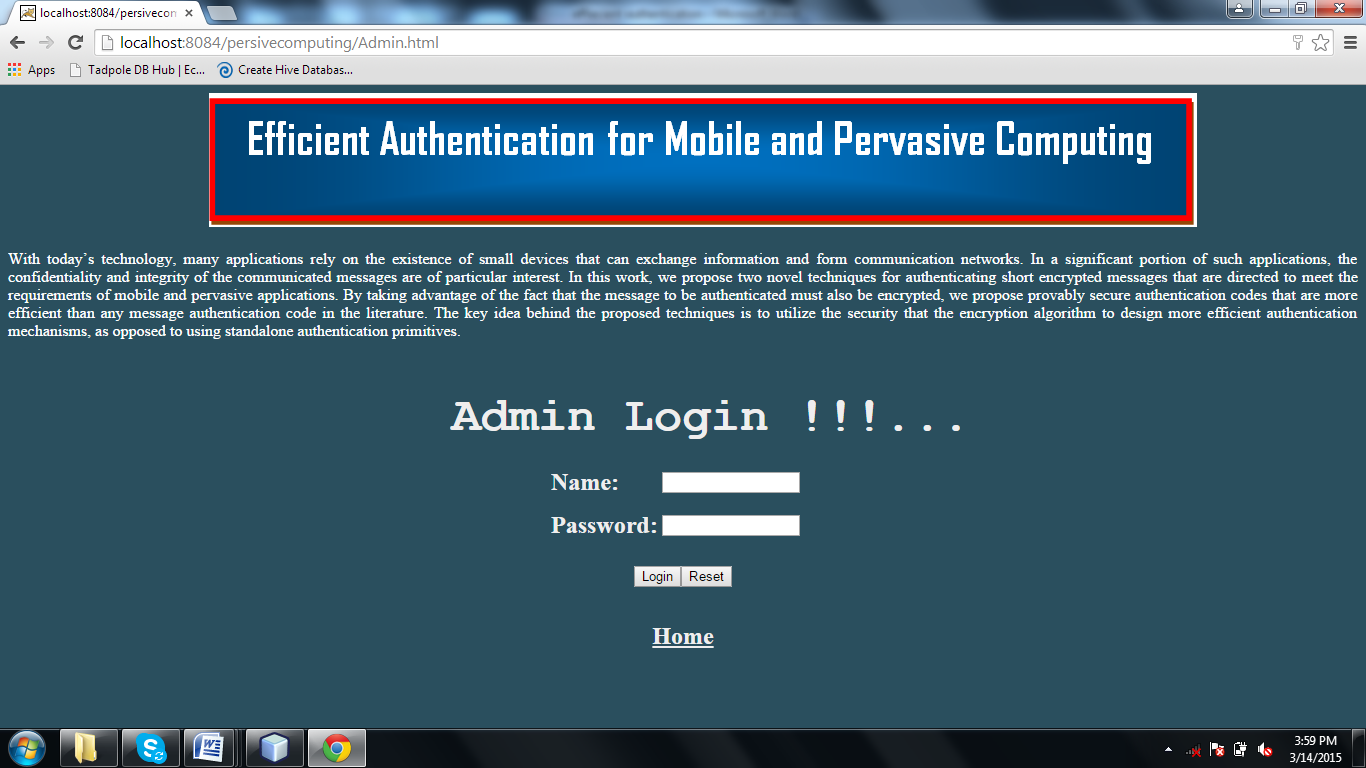 localhost:8084/persivecon
localhost:8084/persivecomputing/Admin.html
Apps Tadpole DB Hub | Ec... Create Hive Databas...
Efficient Authentication for Mobile and Pervasive Computing
With today's technology, many applications rely on the existence of small devices that can exchange information and form communication networks. In a significant portion of such applications, the
confidentiality and integrity of the communicated messages are of particular interest. In this work, we propose two novel techniques for authenticating short encrypted messages that are directed to meet the
requirements of mobile and pervasive applications. By taking advantage of the fact that the message to be authenticated must also be encrypted, we propose provably secure authentication codes that are more
efficient than any message authentication code in the literature. The key idea behind the proposed techniques is to utilize the security that the encryption algorithm to design more efficient authentication
mechanisms, as opposed to using standalone authentication primitives.
Admin Login !!!...
Name:
Password:
Login Reset
Home
3:59 PM
3/14/2015